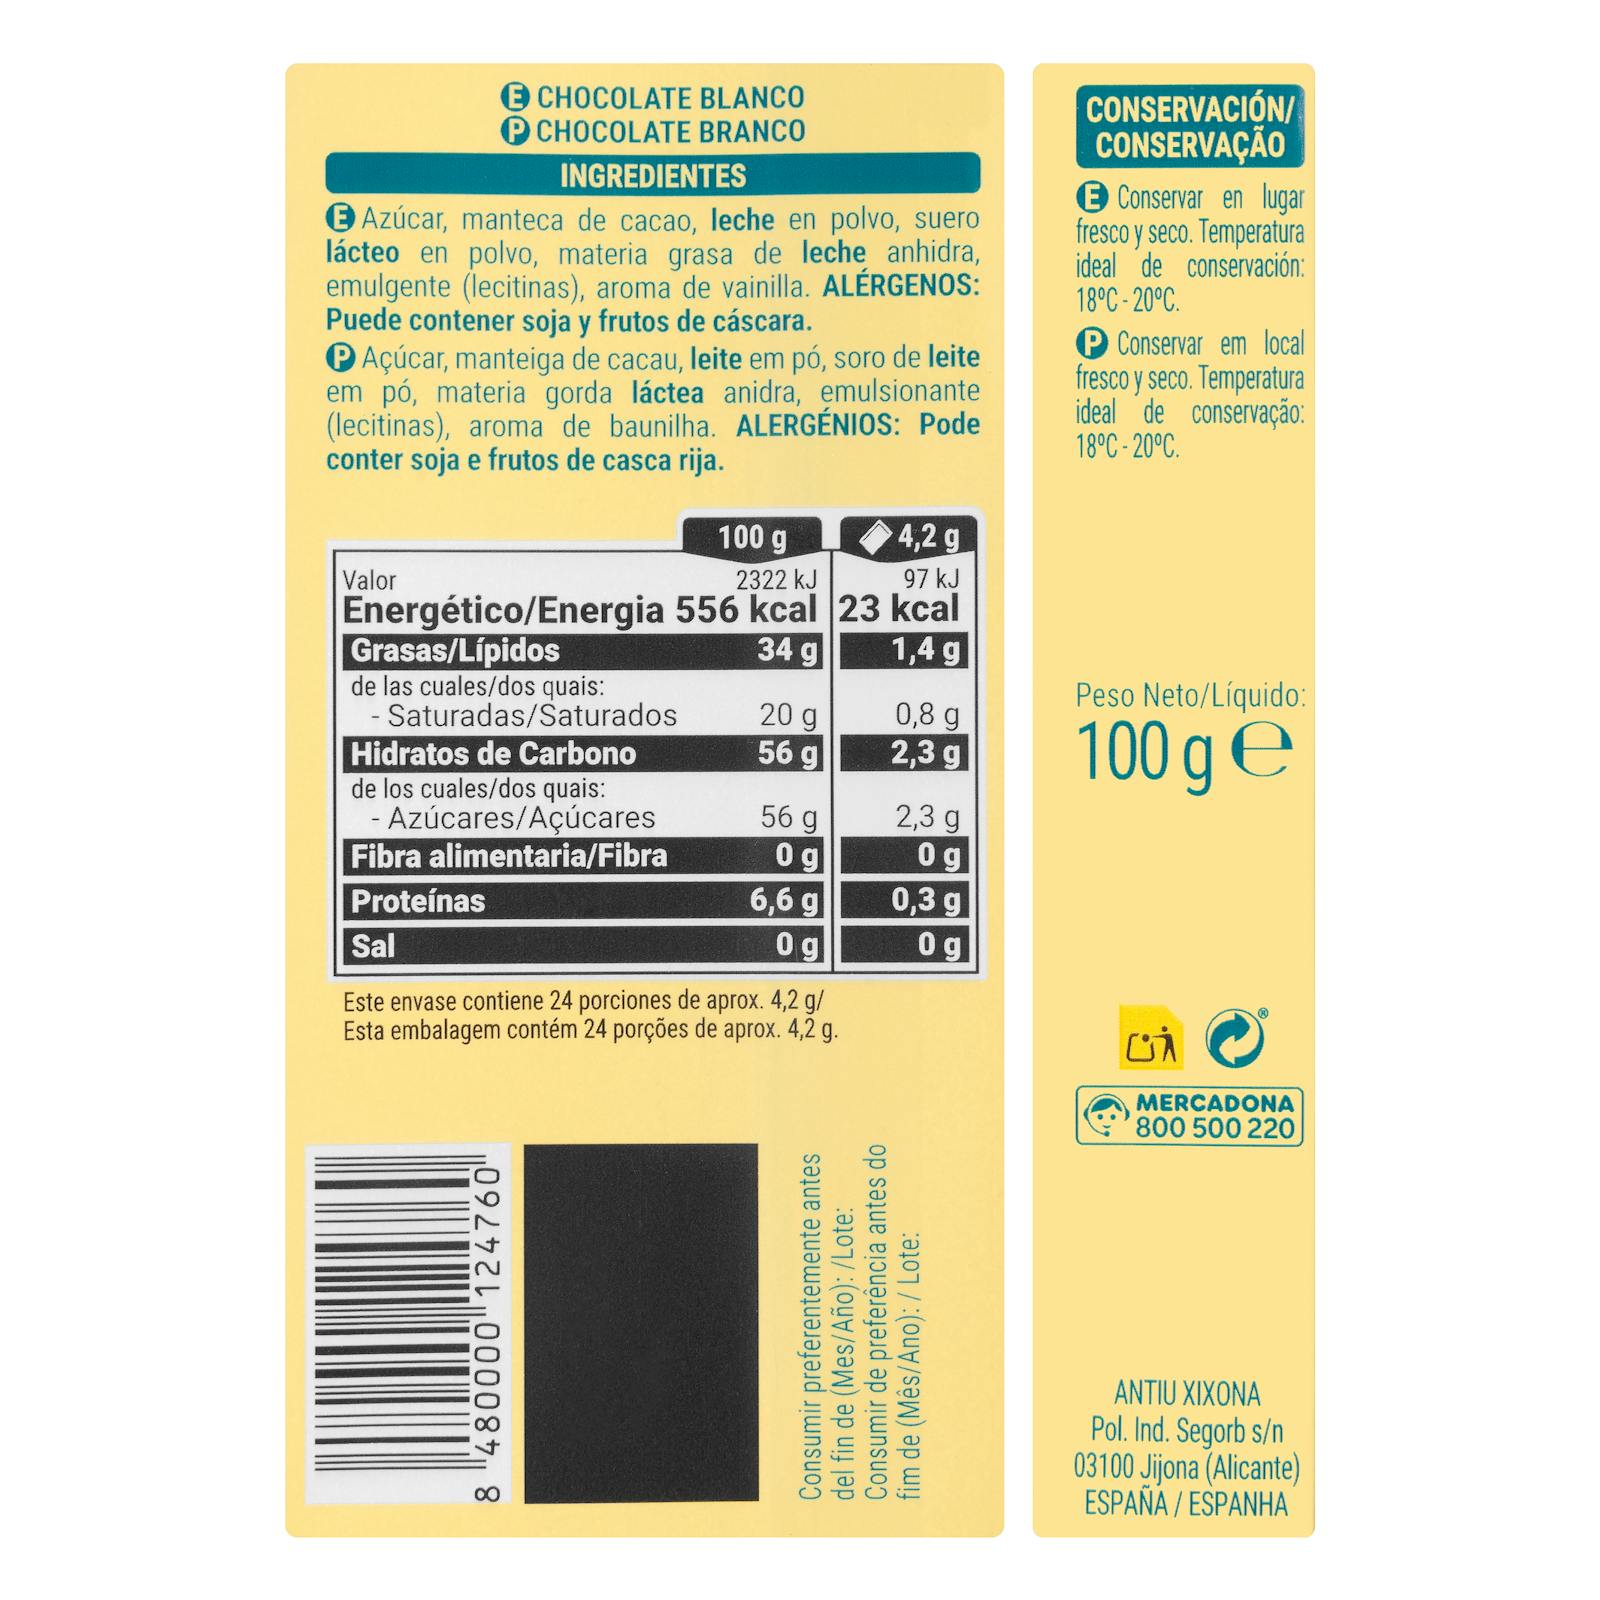 E CHOCOLATE BLANCO
P CHOCOLATE BRANCO
INGREDIENTES
E Azúcar, manteca de cacao, leche en polvo, suero
lácteo en polvo, materia grasa de leche anhidra,
emulgente (lecitinas), aroma de vainilla. ALÉRGENOS:
Puede contener soja y frutos de cáscara.
P Açúcar, manteiga de cacau, leite em pó, soro de leite
em pó, materia gorda láctea anidra, emulsionante
(lecitinas), aroma de baunilha. ALERGÉNIOS: Pode
conter soja e frutos de casca rija.
100 g 4,2 g
Valor 2322 kJ 97 kJ
Energético/Energia 556 kcal 23 kcal
Grasas/Lípidos 34 g 1,4 g
de las cuales/dos quais:
- Saturadas/Saturados 20 g 0,8 g
Hidratos de Carbono 56 g 2,3 g
de los cuales/dos quais:
- Azúcares/Açúcares 56 g 2,3 g
Fibra alimentaria/Fibra 0 g 0 g
Proteínas 6,6 g 0,3 g
Sal 0 g 0 g
Este envase contiene 24 porciones de aprox. 4,2 g/
Esta embalagem contém 24 porções de aprox. 4,2 g.
8 480000 124760
Consumir preferentemente antes
del fin de (Mes/Año): /Lote:
Consumir de preferência antes do
fim de (Mês/Ano): / Lote:
CONSERVACIÓN/
CONSERVAÇÃO
E Conservar en lugar
fresco y seco. Temperatura
ideal de conservación:
18ºC - 20ºC.
P Conservar em local
fresco y seco. Temperatura
ideal de conservação:
18ºC - 20ºC.
Peso Neto/Líquido:
100 g e
®
MERCADONA
800 500 220
ANTIU XIXONA
Pol. Ind. Segorb s/n
03100 Jijona (Alicante)
ESPAÑA / ESPANHA